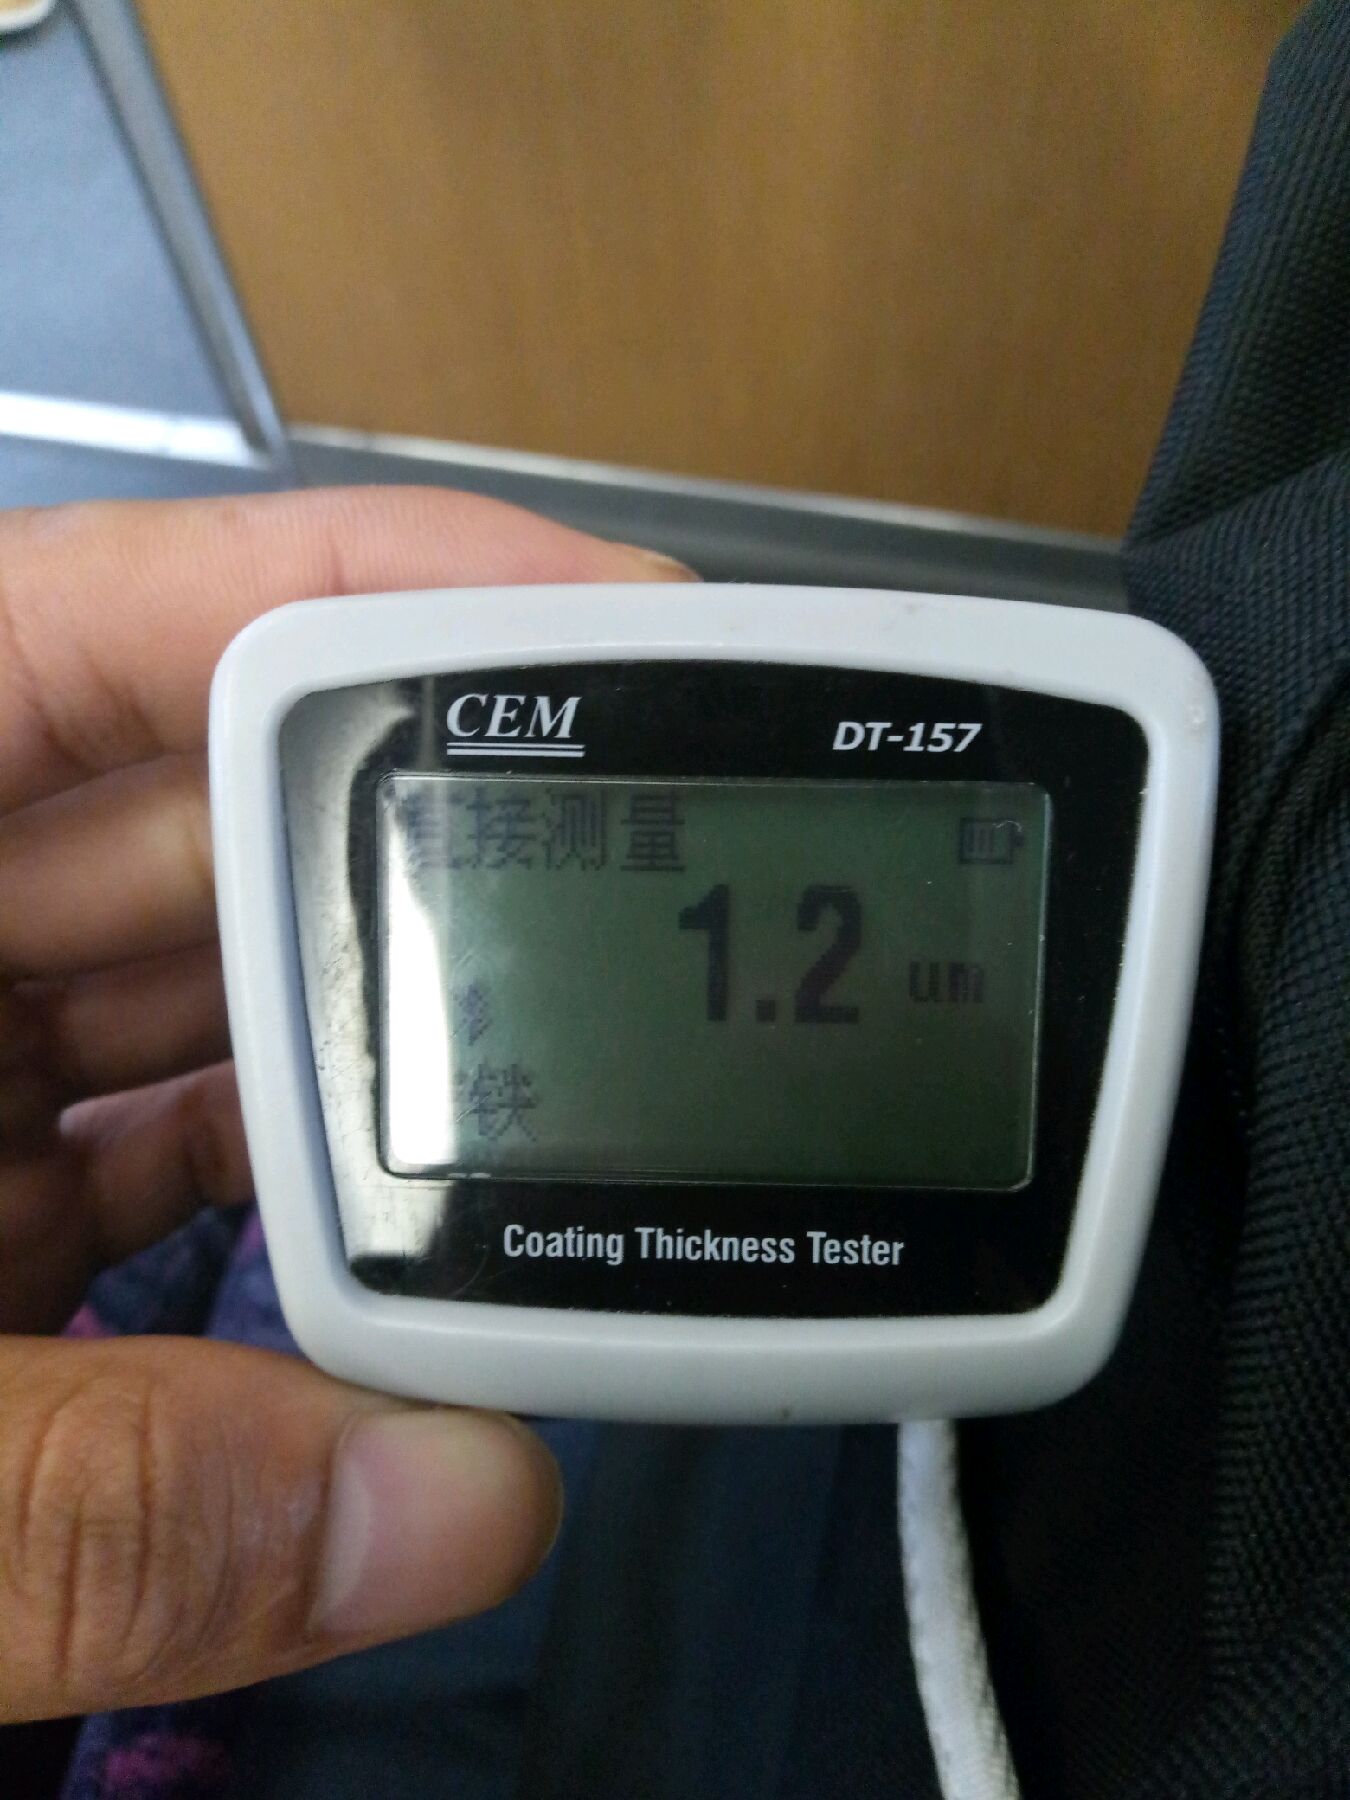 CEM
DT-157
直接测量
1.2 um
铁
Coating Thickness Tester